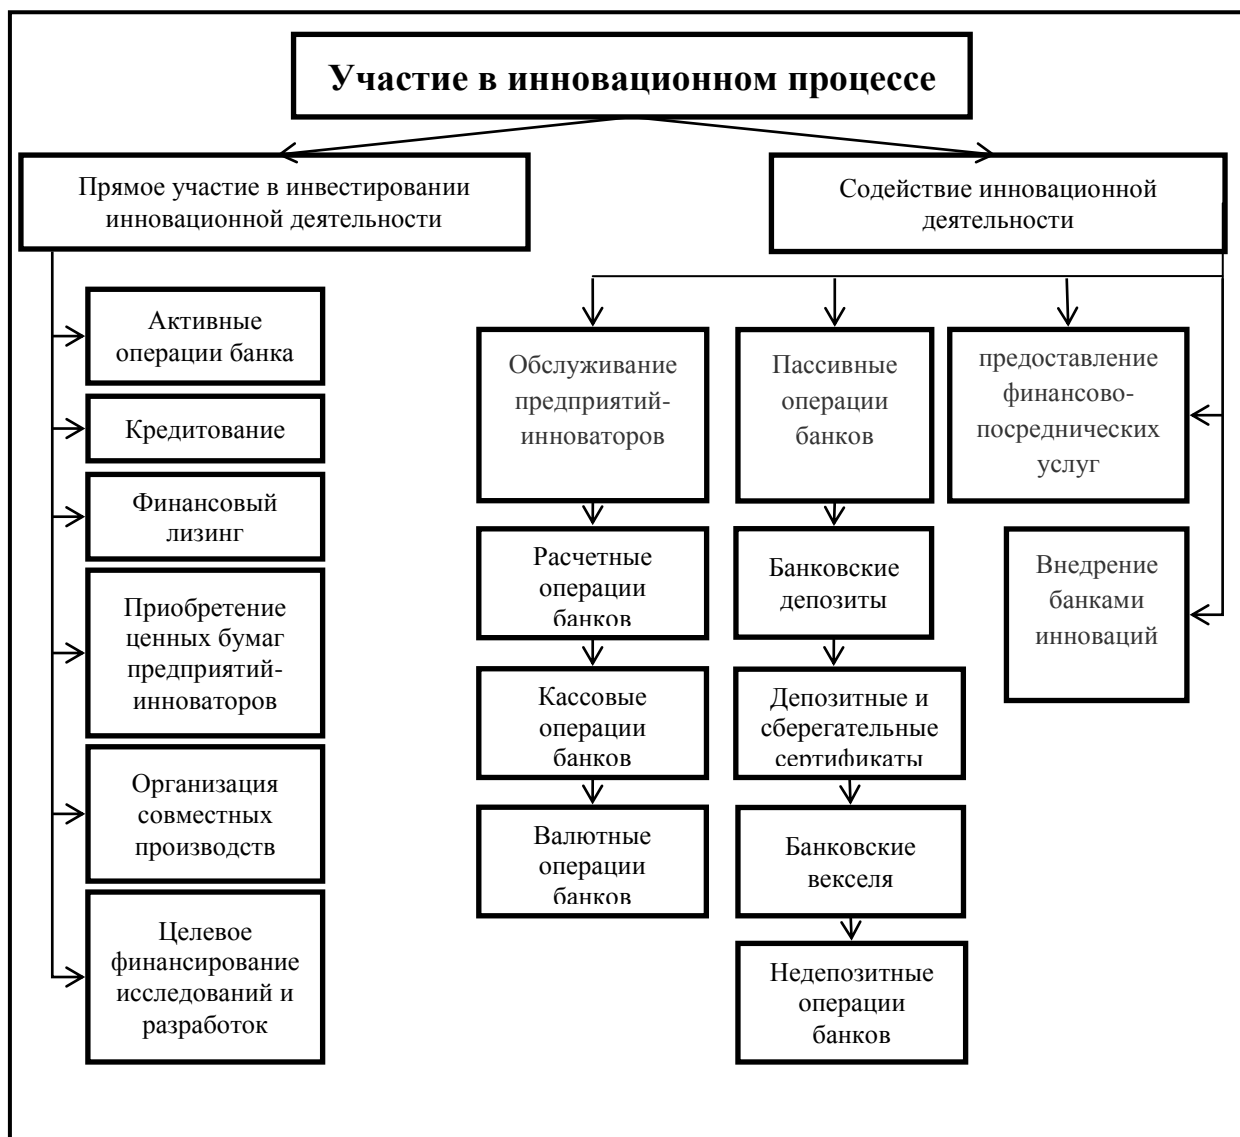 Участие в инновационном процессе
Прямое участие в инвестировании
инновационной деятельности
Содействие инновационной
деятельности
Активные
операции банка
Кредитование
Финансовый
лизинг
Приобретение
ценных бумаг
предприятий-
инноваторов
Организация
совместных
производств
Целевое
финансирование
исследований и
разработок
Обслуживание
предприятий-
инноваторов
Расчетные
операции
банков
Кассовые
операции
банков
Валютные
операции
банков
Пассивные
операции
банков
Банковские
депозиты
Депозитные и
сберегательные
сертификаты
Банковские
векселя
Недепозитные
операции
банков
предоставление
финансово-
посреднических
услуг
Внедрение
банками
инноваций